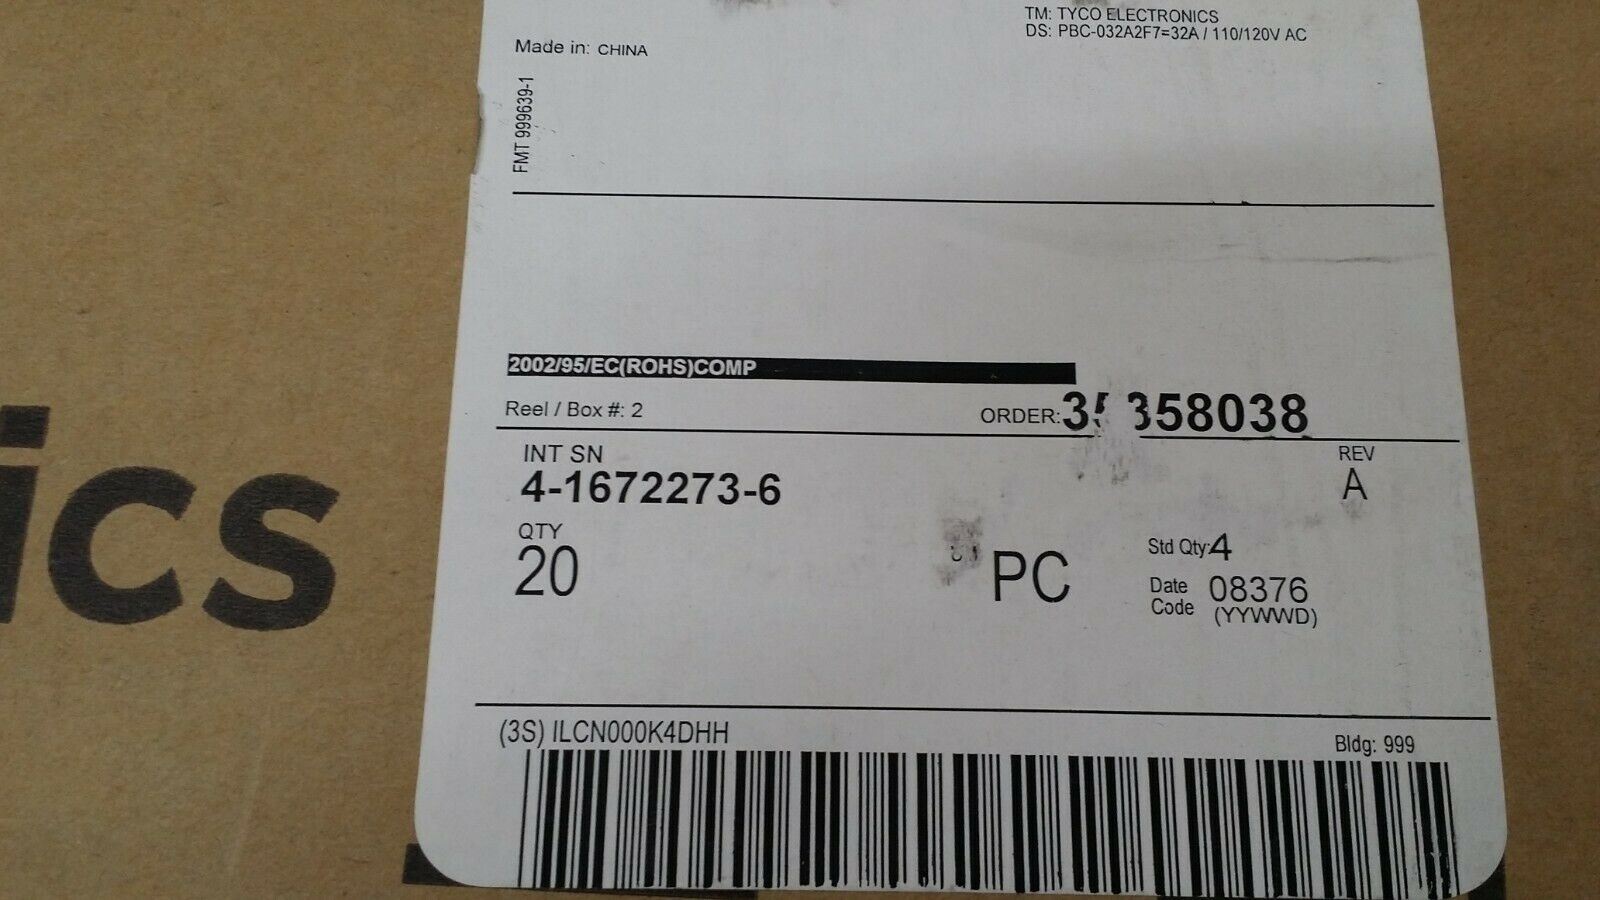 TM: TYCO ELECTRONICS
DS: PBC-032A2F7=32A / 110/120V AC
Made in: CHINA
FMT 999639-1
2002/95/EC(ROHS)COMP
Reel / Box #: 2
ORDER: 35358038
INT SN
4-1672273-6
REV
A
QTY
20
PC
Std Qty: 4
Date Code 08376
(YYWWD)
ics
(3S) ILCN000K4DHH
Bldg: 999